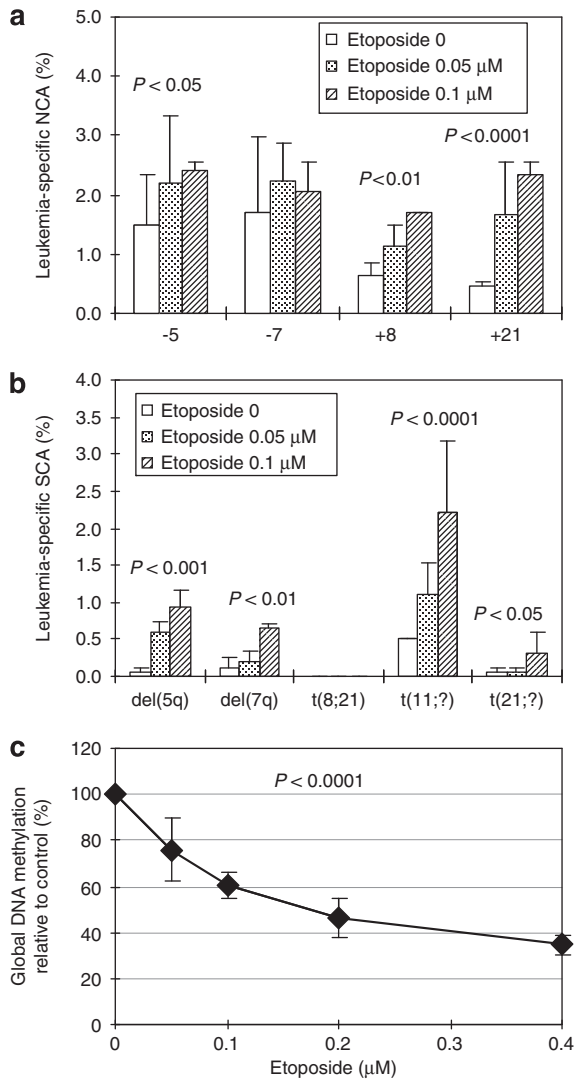 a
Leukemia-specific NCA (%)
5.0
4.0
3.0
2.0
1.0
0.0
Etoposide 0
Etoposide 0.05 μM
Etoposide 0.1 μM
P < 0.05
P<0.01
P<0.0001
-5
-7
+8
+21
b
Leukemia-specific SCA (%)
4.0
3.5
3.0
2.5
2.0
1.5
1.0
0.5
0.0
Etoposide 0
Etoposide 0.05 μM
Etoposide 0.1 μM
P < 0.0001
P < 0.001
P < 0.01
P < 0.05
del(5q)
del(7q)
t(8;21)
t(11;?)
t(21;?)
c
Global DNA methylation
relative to control (%)
120
100
80
60
40
20
0
P < 0.0001
0
0.1
0.2
0.3
0.4
Etoposide (μM)